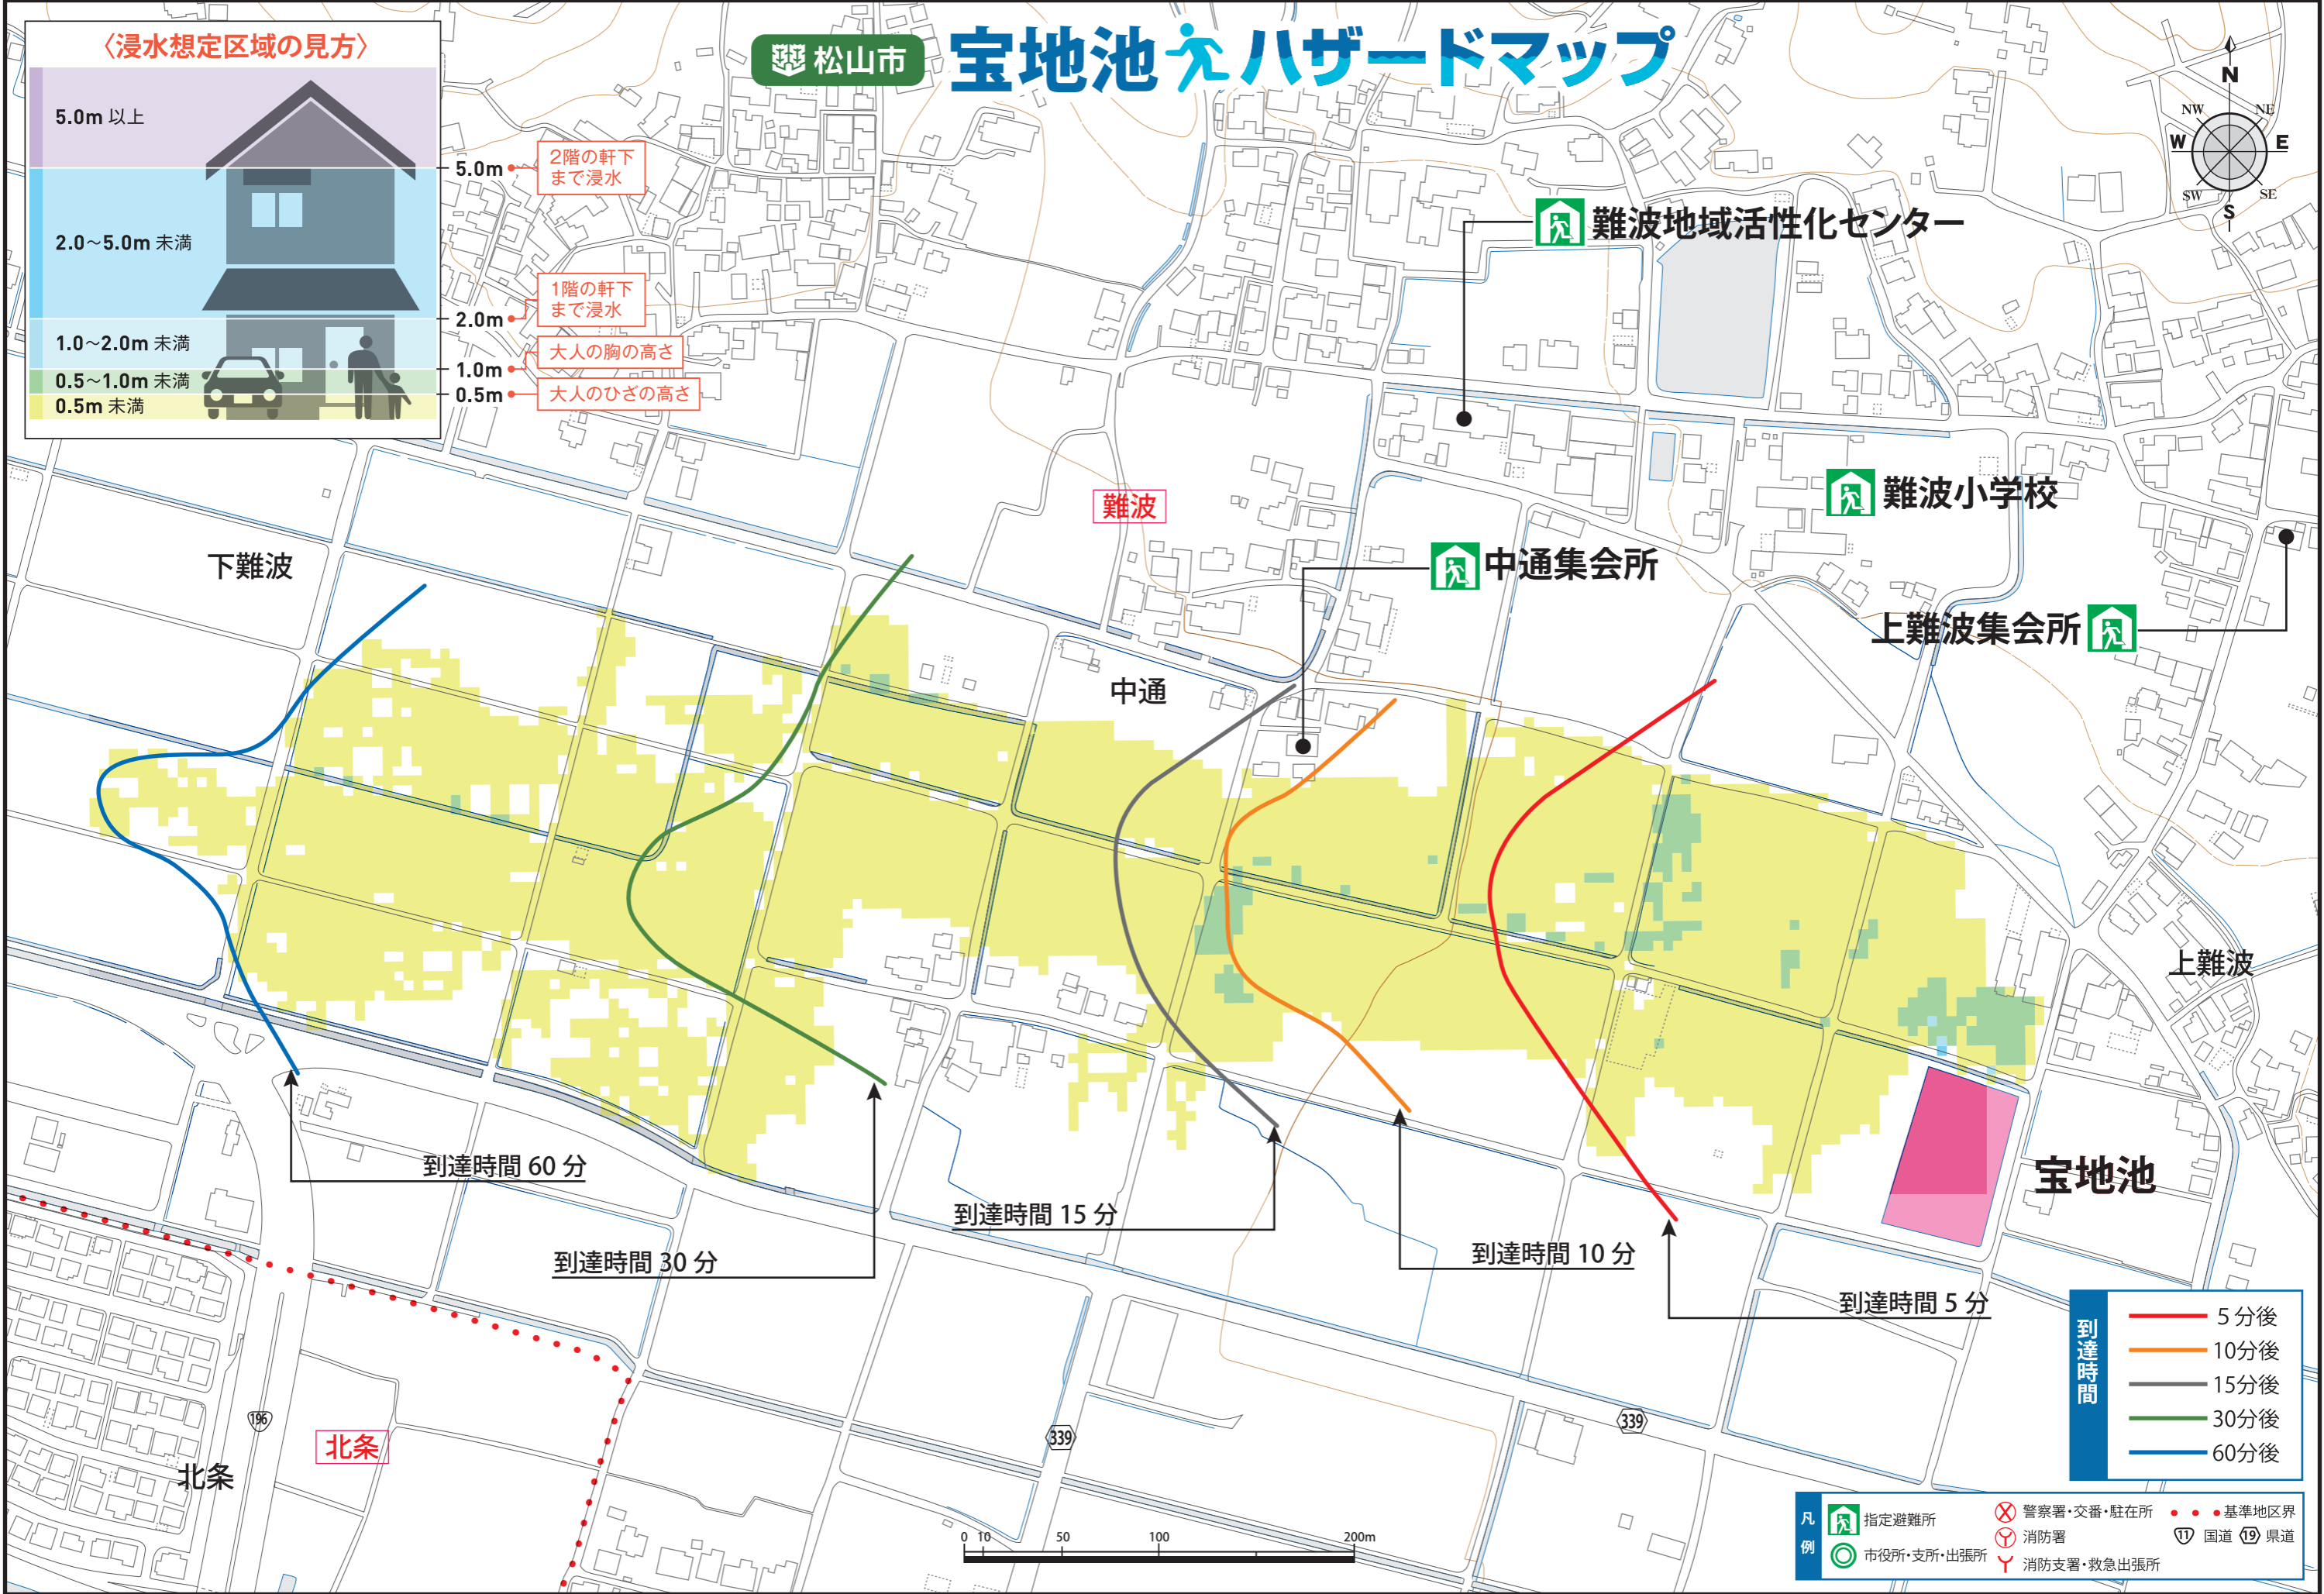 〈浸水想定区域の見方〉
5.0m 以上
2.0～5.0m 未満
1.0～2.0m 未満
0.5～1.0m 未満
0.5m 未満
5.0m
2階の軒下
まで浸水
2.0m
1階の軒下
まで浸水
1.0m
大人の胸の高さ
0.5m
大人のひざの高さ
松山市
宝地池 ハザードマップ
N
NW
NE
W
E
SW
SE
S
難波地域活性化センター
難波小学校
難波
中通集会所
下難波
上難波集会所
中通
上難波
宝地池
到達時間 60 分
到達時間 30 分
到達時間 15 分
到達時間 10 分
到達時間 5 分
196
北条
北条
339
339
0 10 50 100 200m
到達時間
5 分後
10分後
15分後
30分後
60分後
凡例
指定避難所
市役所・支所・出張所
警察署・交番・駐在所
消防署
消防支署・救急出張所
基準地区界
11 国道 19 県道